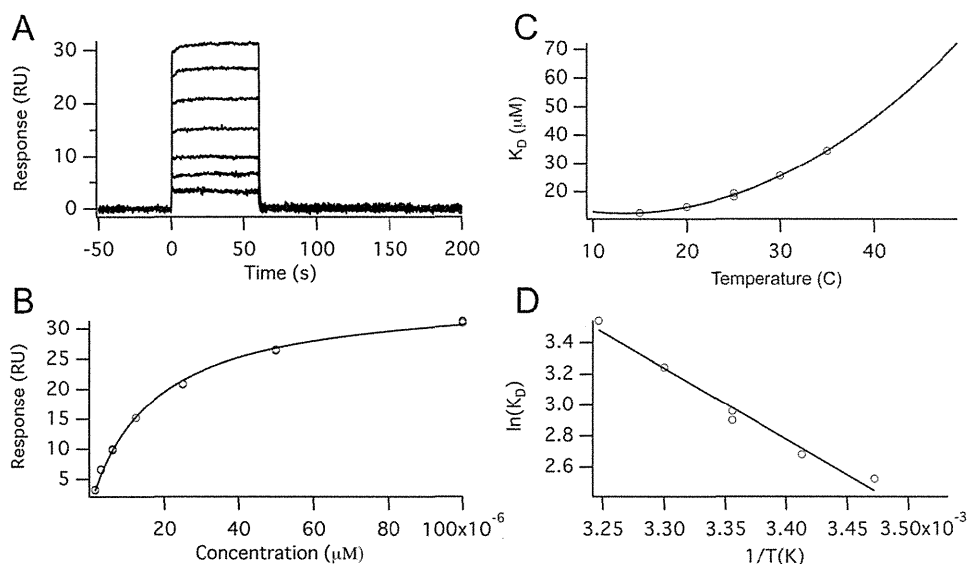 A
Response (RU)
30
20
10
0
-50
0
50
100
150
200
Time (s)
B
Response (RU)
30
25
20
15
10
5
20
40
60
80
100x10⁻⁶
Concentration (µM)
C
K_D (µM)
70
60
50
40
30
20
10
20
30
40
Temperature (C)
D
ln(K_D)
3.4
3.2
3.0
2.8
2.6
3.25
3.30
3.35
3.40
3.45
3.50x10⁻³
1/T(K)